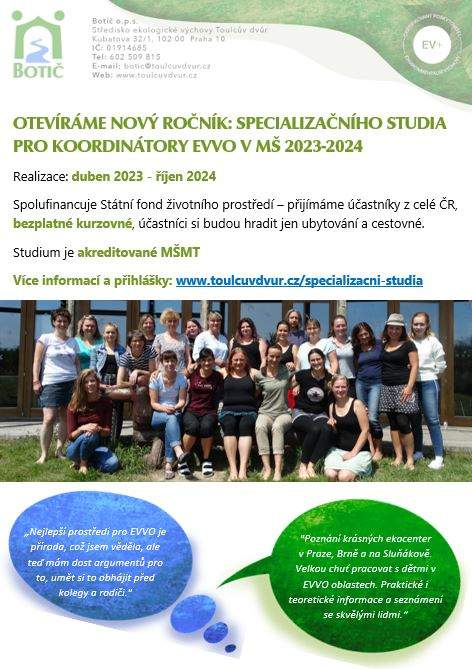 BOTIČ
Botič o.p.s.
Středisko ekologické výchovy Toulcův dvůr
Kubatova 32/1, 102 00 Praha 10
IČ: 01914685
Tel: 602 509 815
E-mail: botic@toulcuvdvur.cz
Web: www.toulcuvdvur.cz
EV+
OTEVÍRÁME NOVÝ ROČNÍK: SPECIALIZAČNÍHO STUDIA
PRO KOORDINÁTORY EVVO V MŠ 2023-2024
Realizace: duben 2023 - říjen 2024
Spolufinancuje Státní fond životního prostředí – přijímáme účastníky z celé ČR,
bezplatné kurzovné, účastníci si budou hradit jen ubytování a cestovné.
Studium je akreditované MŠMT
Více informací a přihlášky: www.toulcuvdvur.cz/specializacni-studia
„Nejlepší prostředí pro EVVO je
příroda, což jsem věděla, ale
teď mám dost argumentů pro
to, umět si to obhájit před
kolegy a rodiči."
"Poznání krásných ekocenter
v Praze, Brně a na Sluňákově.
Velkou chuť pracovat s dětmi v
EVVO oblastech. Praktické i
teoretické informace a seznámení
se skvělými lidmi."